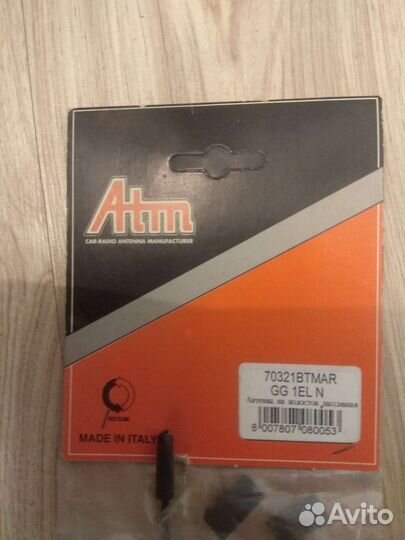 Atm
CAR-RADIO ANTENNA MANUFACTURER
70321BTMAR
GG 1EL N
Антенна на водосток пассивная
8 007807 080053
RECYCLING
MADE IN ITALY
Avito